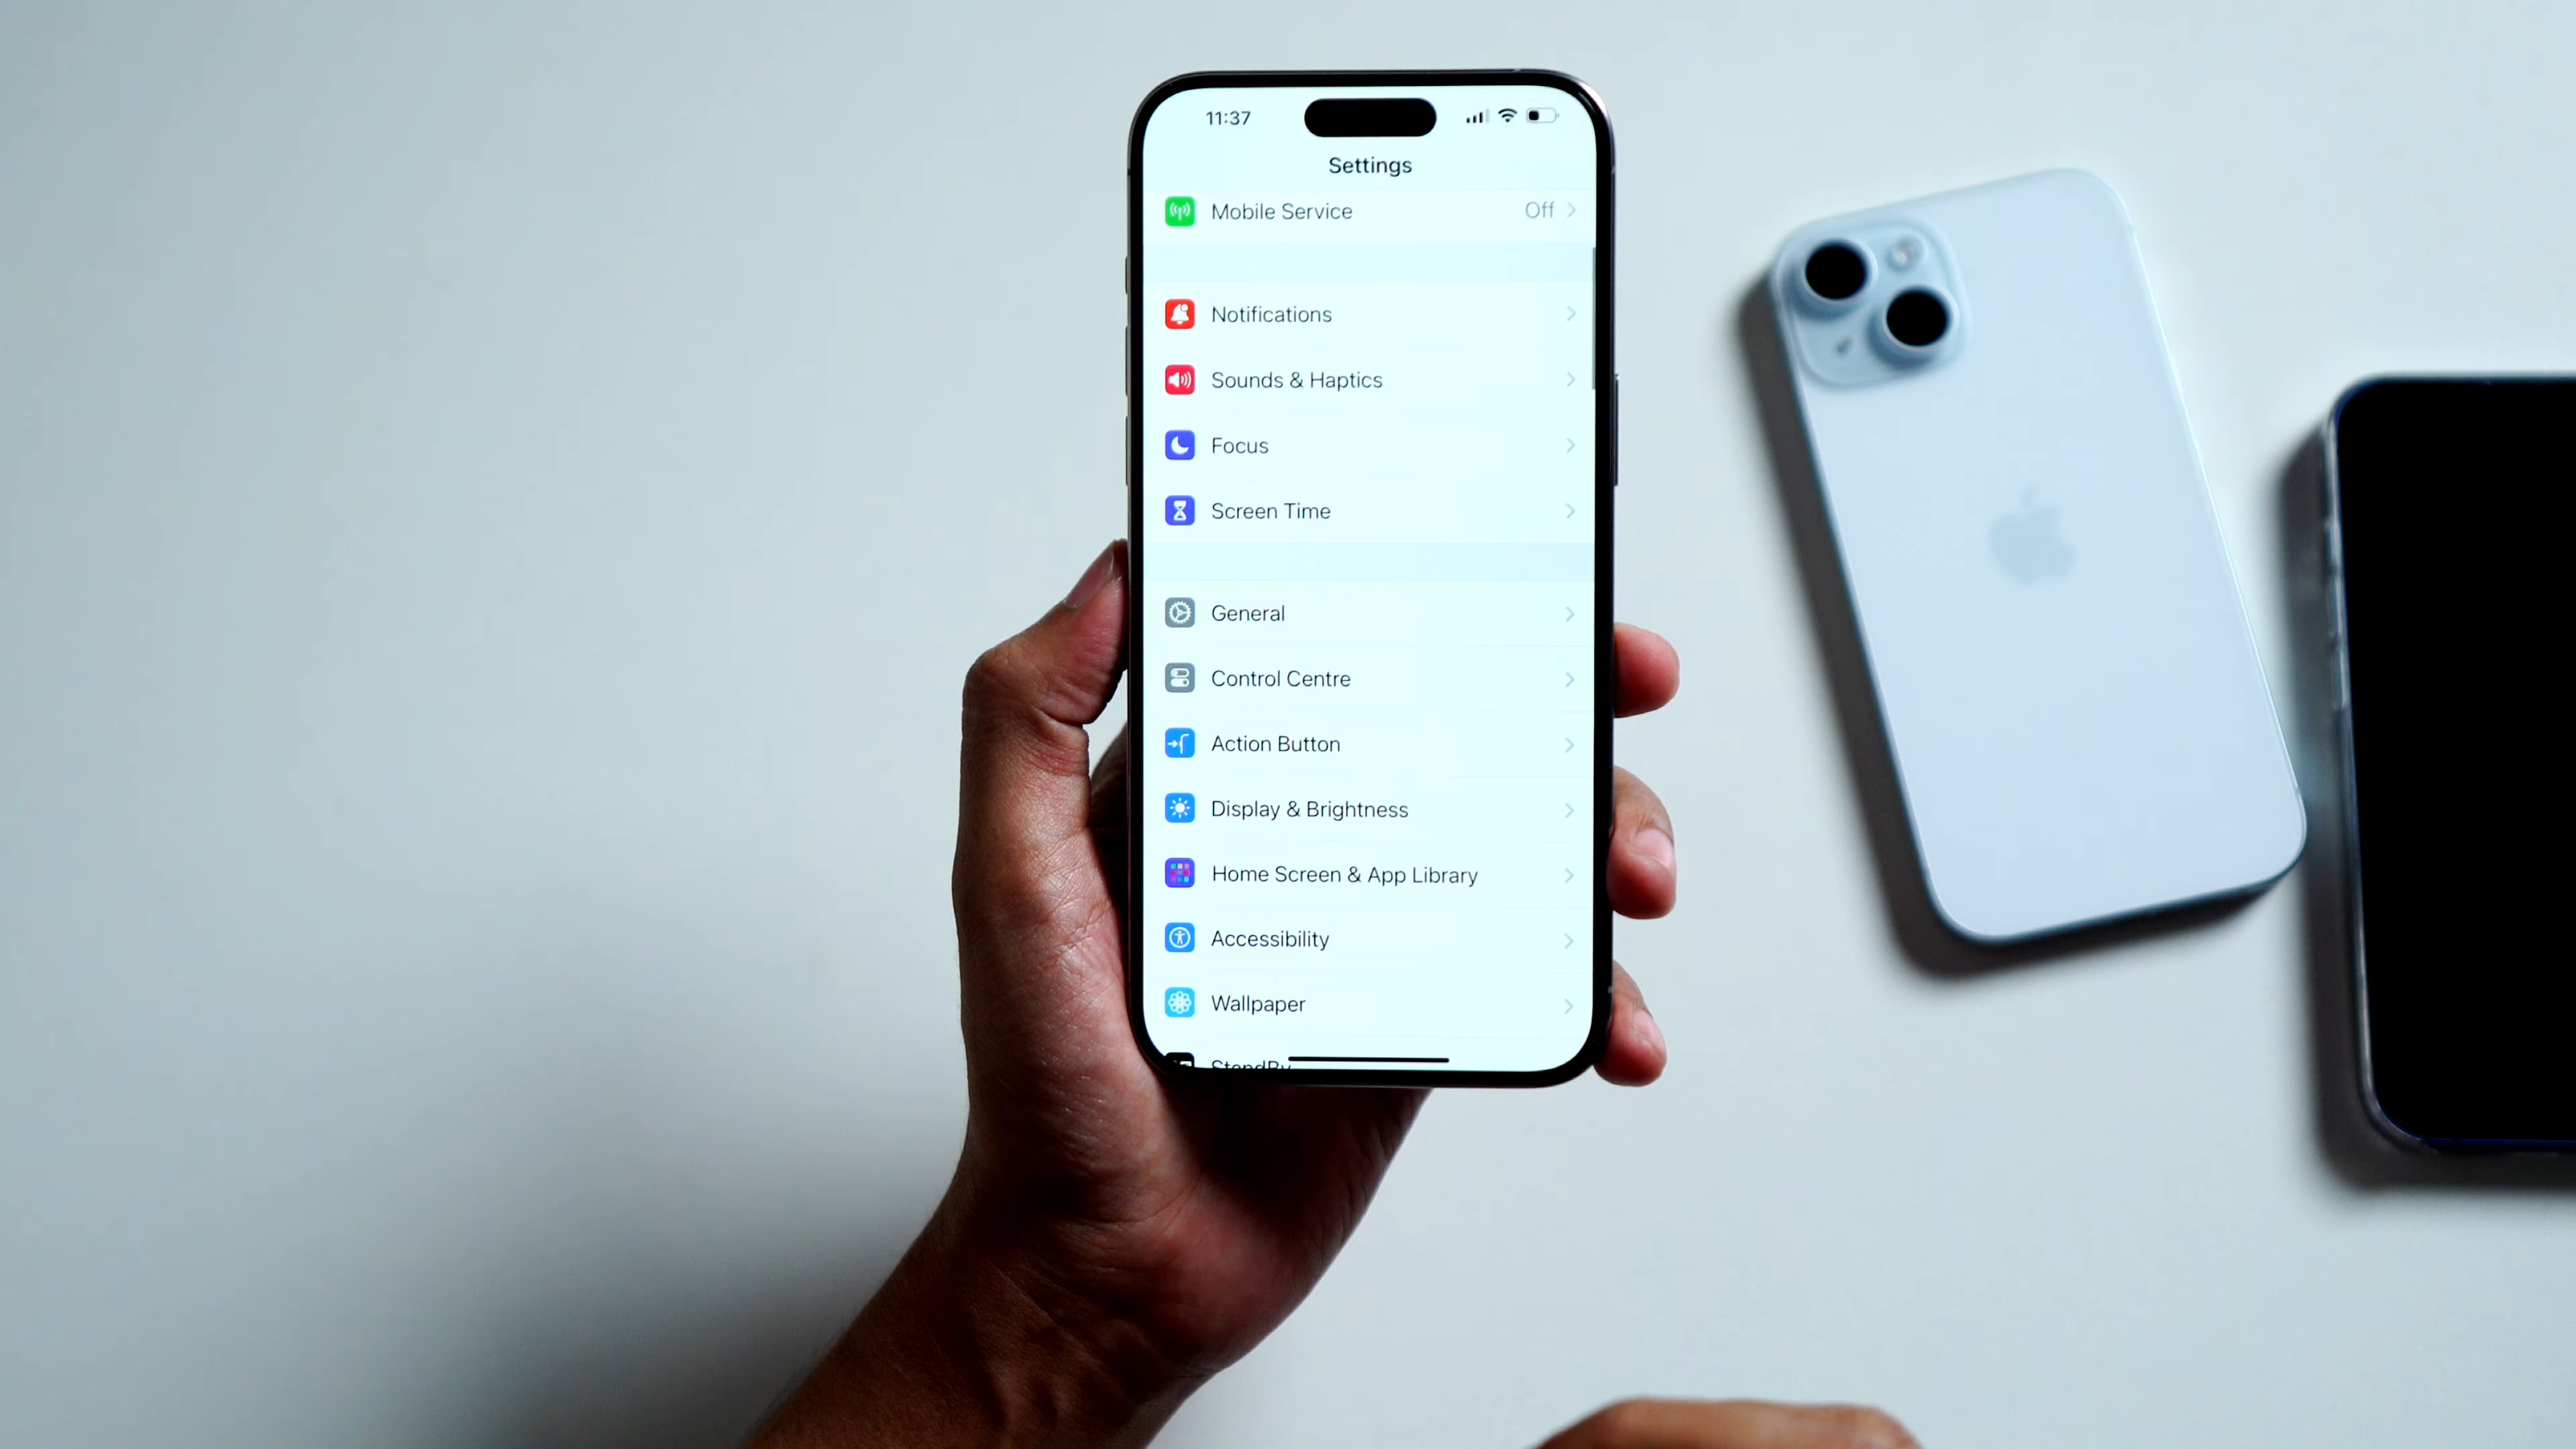 11:37
Settings
Mobile Service Off
Notifications
Sounds & Haptics
Focus
Screen Time
General
Control Centre
Action Button
Display & Brightness
Home Screen & App Library
Accessibility
Wallpaper
StandBy